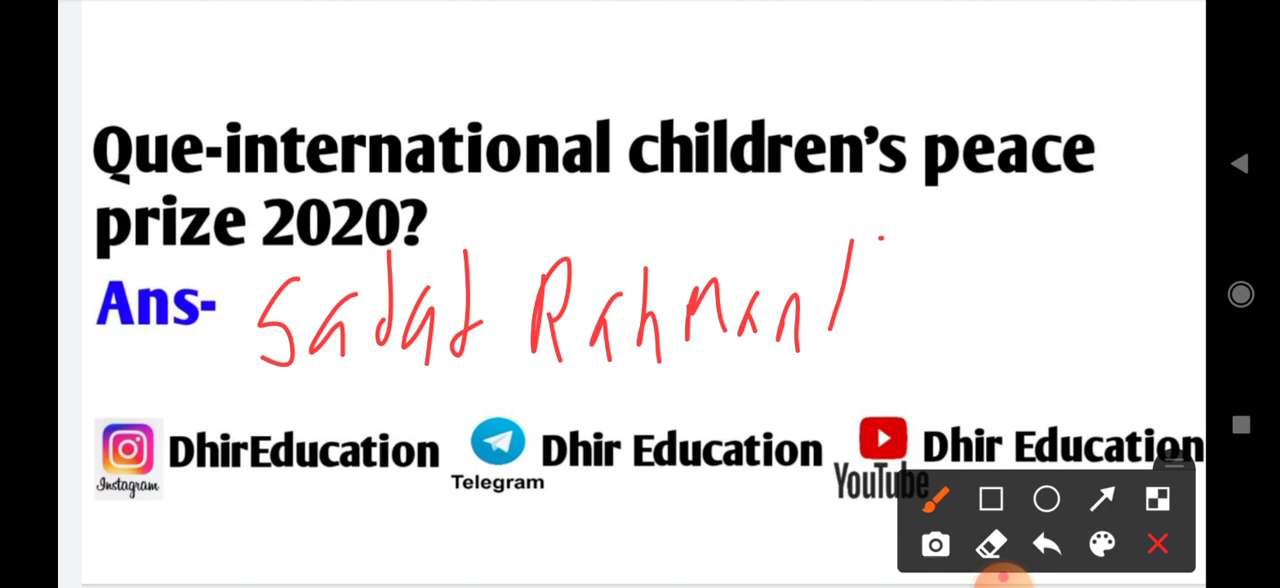 Que-international children's peace
prize 2020?
Ans- Sadat Rahman
DhirEducation Dhir Education Dhir Education
Instagram Telegram YouTube